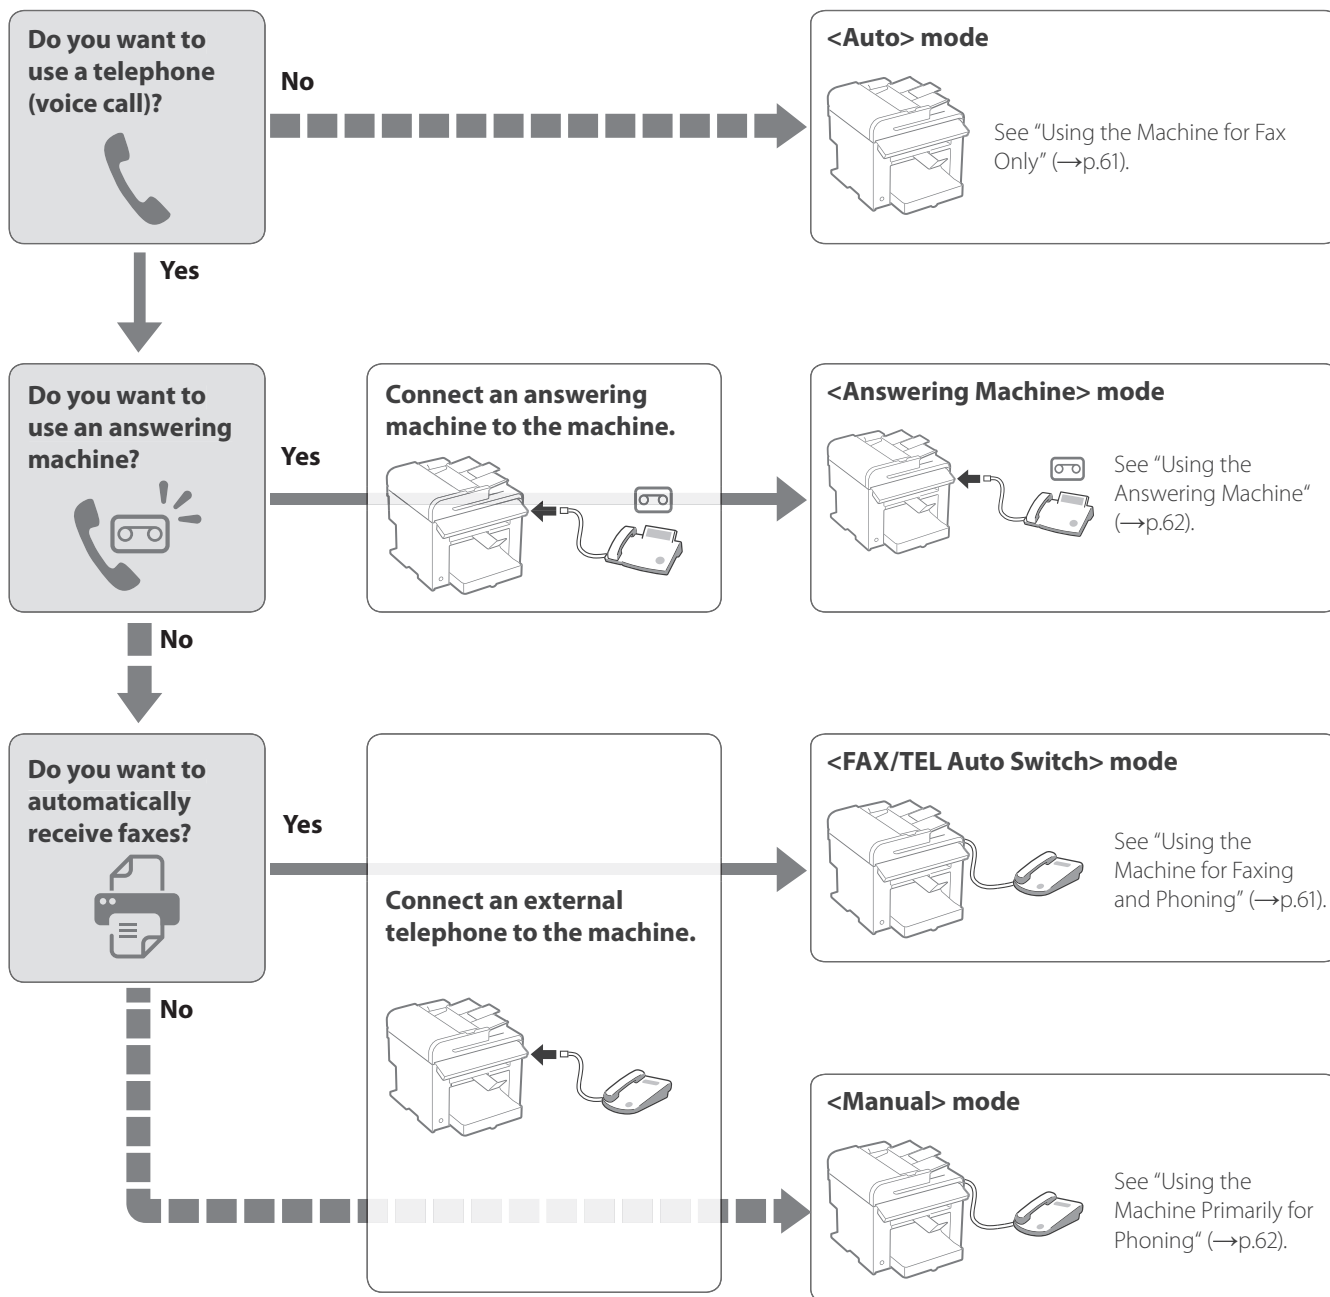 Do you want to
use a telephone
(voice call)?
No
<Auto> mode
See “Using the Machine for Fax
Only” (→p.61).
Yes
Do you want to
use an answering
machine?
Yes
Connect an answering
machine to the machine.
<Answering Machine> mode
See “Using the
Answering Machine“
(→p.62).
No
Do you want to
automatically
receive faxes?
Yes
Connect an external
telephone to the machine.
<FAX/TEL Auto Switch> mode
See “Using the
Machine for Faxing
and Phoning” (→p.61).
No
<Manual> mode
See “Using the
Machine Primarily for
Phoning“ (→p.62).